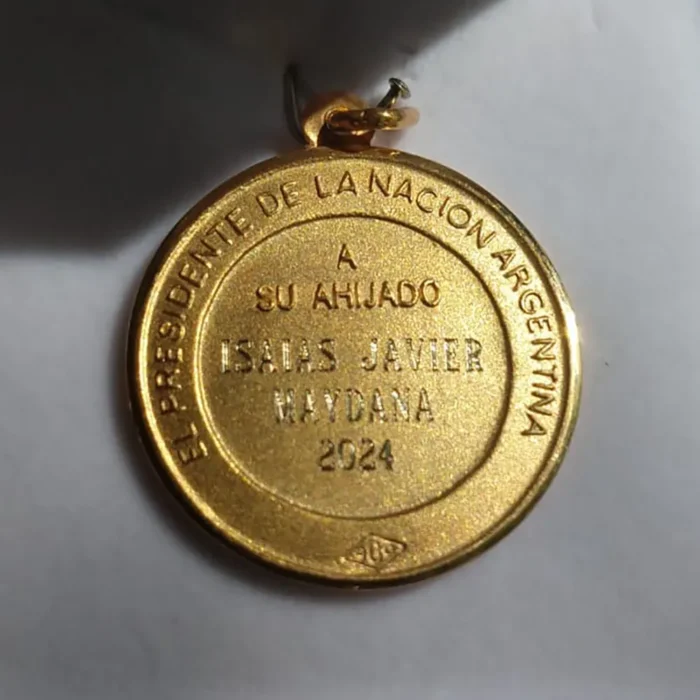 EL PRESIDENTE DE LA NACION ARGENTINA
A
SU AHIJADO
ISAIAS JAVIER
MAYDANA
2024